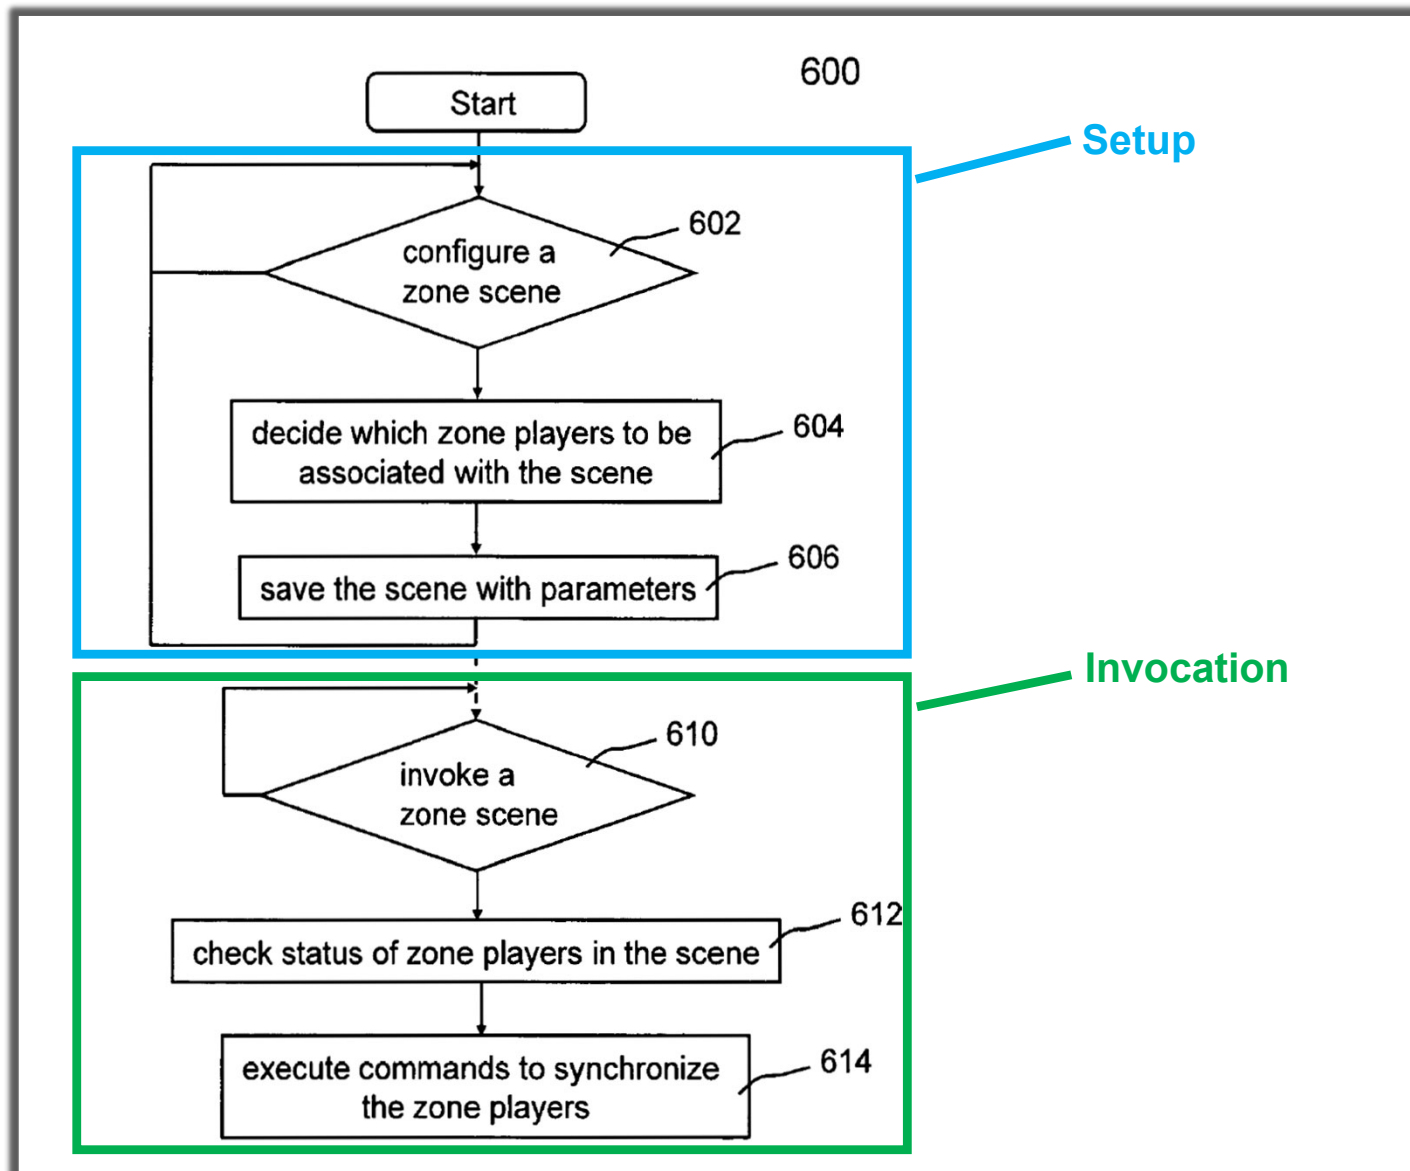 600
Start
Setup
602
configure a
zone scene
604
decide which zone players to be
associated with the scene
606
save the scene with parameters
Invocation
610
invoke a
zone scene
612
check status of zone players in the scene
614
execute commands to synchronize
the zone players